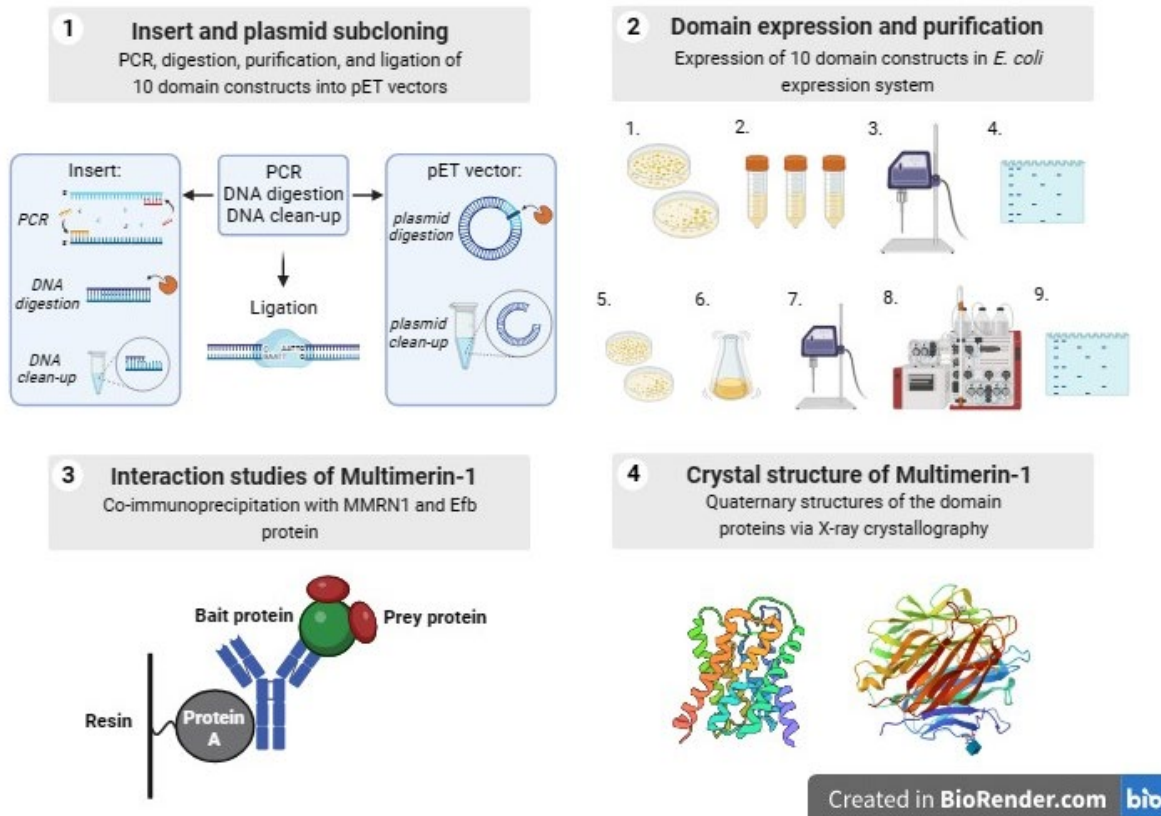 1
Insert and plasmid subcloning
PCR, digestion, purification, and ligation of
10 domain constructs into pET vectors
Insert:
PCR
DNA
digestion
DNA
clean-up
PCR
DNA digestion
DNA clean-up
Ligation
pET vector:
plasmid
digestion
plasmid
clean-up
2
Domain expression and purification
Expression of 10 domain constructs in E. coli
expression system
1.
2.
3.
4.
5.
6.
7.
8.
9.
3
Interaction studies of Multimerin-1
Co-immunoprecipitation with MMRN1 and Efb
protein
Bait protein
Prey protein
Resin
Protein
A
4
Crystal structure of Multimerin-1
Quaternary structures of the domain
proteins via X-ray crystallography
Created in BioRender.com
bio